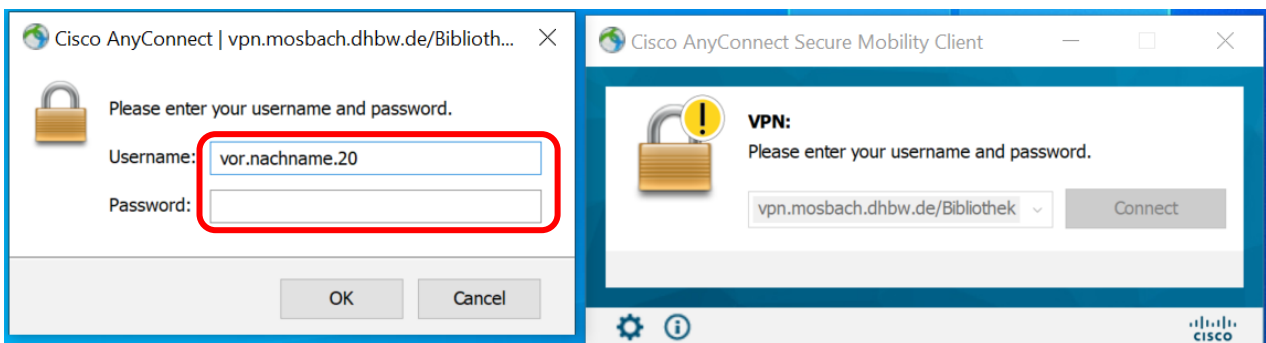 Cisco AnyConnect | vpn.mosbach.dhbw.de/Biblioth...
Please enter your username and password.
Username: vor.nachname.20
Password:
OK Cancel
Cisco AnyConnect Secure Mobility Client
VPN:
Please enter your username and password.
vpn.mosbach.dhbw.de/Bibliothek Connect
CISCO